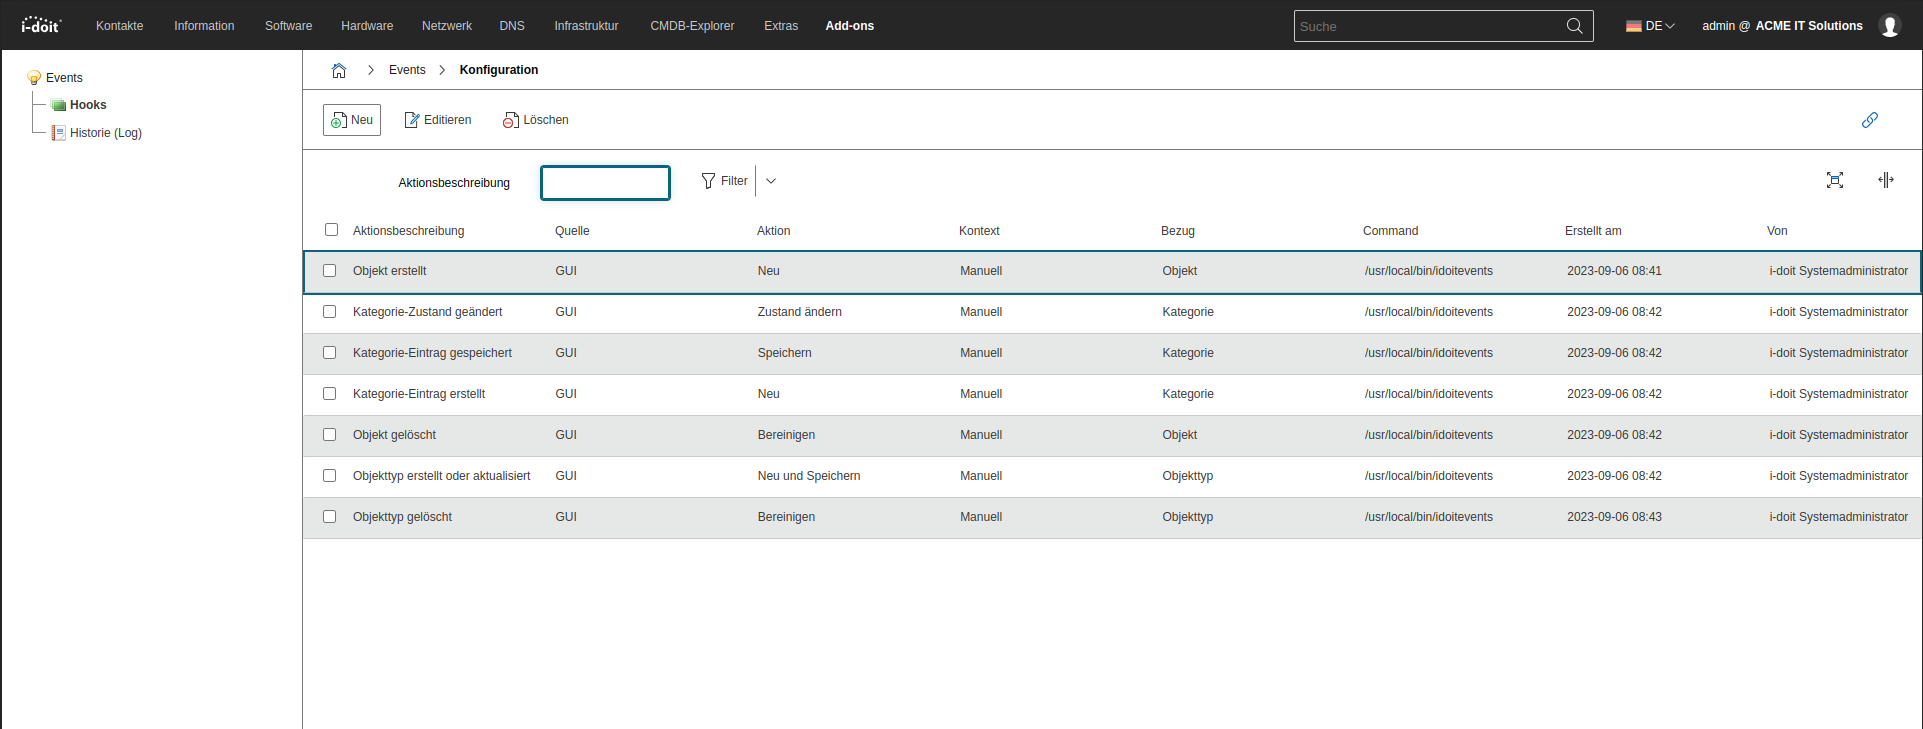 i-doit Kontakte Information Software Hardware Netzwerk DNS Infrastruktur CMDB-Explorer Extras Add-ons Suche DE admin @ ACME IT Solutions
Events
Hooks
Historie (Log)
Events Konfiguration
Neu Editieren Löschen
Aktionsbeschreibung Filter
Aktionsbeschreibung Quelle Aktion Kontext Bezug Command Erstellt am Von
Objekt erstellt GUI Neu Manuell Objekt /usr/local/bin/idoitevents 2023-09-06 08:41 i-doit Systemadministrator
Kategorie-Zustand geändert GUI Zustand ändern Manuell Kategorie /usr/local/bin/idoitevents 2023-09-06 08:42 i-doit Systemadministrator
Kategorie-Eintrag gespeichert GUI Speichern Manuell Kategorie /usr/local/bin/idoitevents 2023-09-06 08:42 i-doit Systemadministrator
Kategorie-Eintrag erstellt GUI Neu Manuell Kategorie /usr/local/bin/idoitevents 2023-09-06 08:42 i-doit Systemadministrator
Objekt gelöscht GUI Bereinigen Manuell Objekt /usr/local/bin/idoitevents 2023-09-06 08:42 i-doit Systemadministrator
Objekttyp erstellt oder aktualisiert GUI Neu und Speichern Manuell Objekttyp /usr/local/bin/idoitevents 2023-09-06 08:42 i-doit Systemadministrator
Objekttyp gelöscht GUI Bereinigen Manuell Objekttyp /usr/local/bin/idoitevents 2023-09-06 08:43 i-doit Systemadministrator